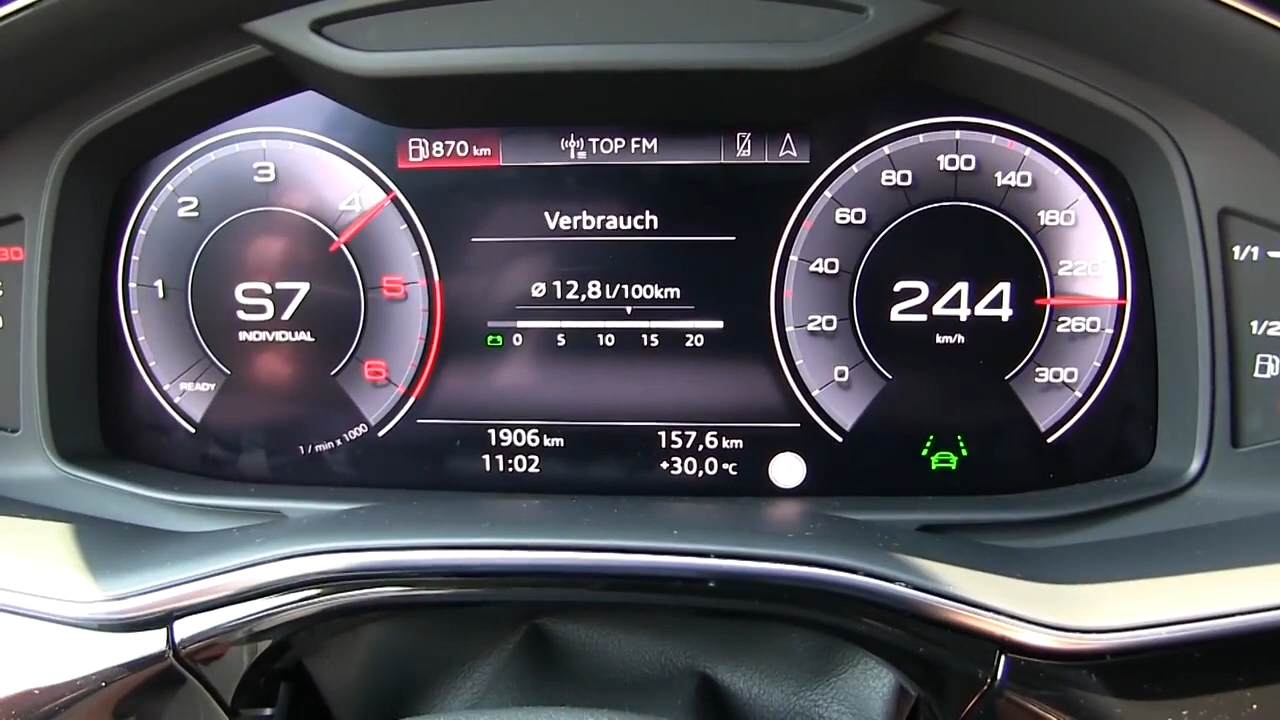 870 km
TOP FM
3
2
4
1
5
6
S7
INDIVIDUAL
READY
1 / min x 1000
Verbrauch
ø 12,8 l/100km
0 5 10 15 20
1906 km
157,6 km
11:02
+30,0 °C
100
80
140
60
180
40
220
20
260
0
300
244
km/h
30
1/1
1/2